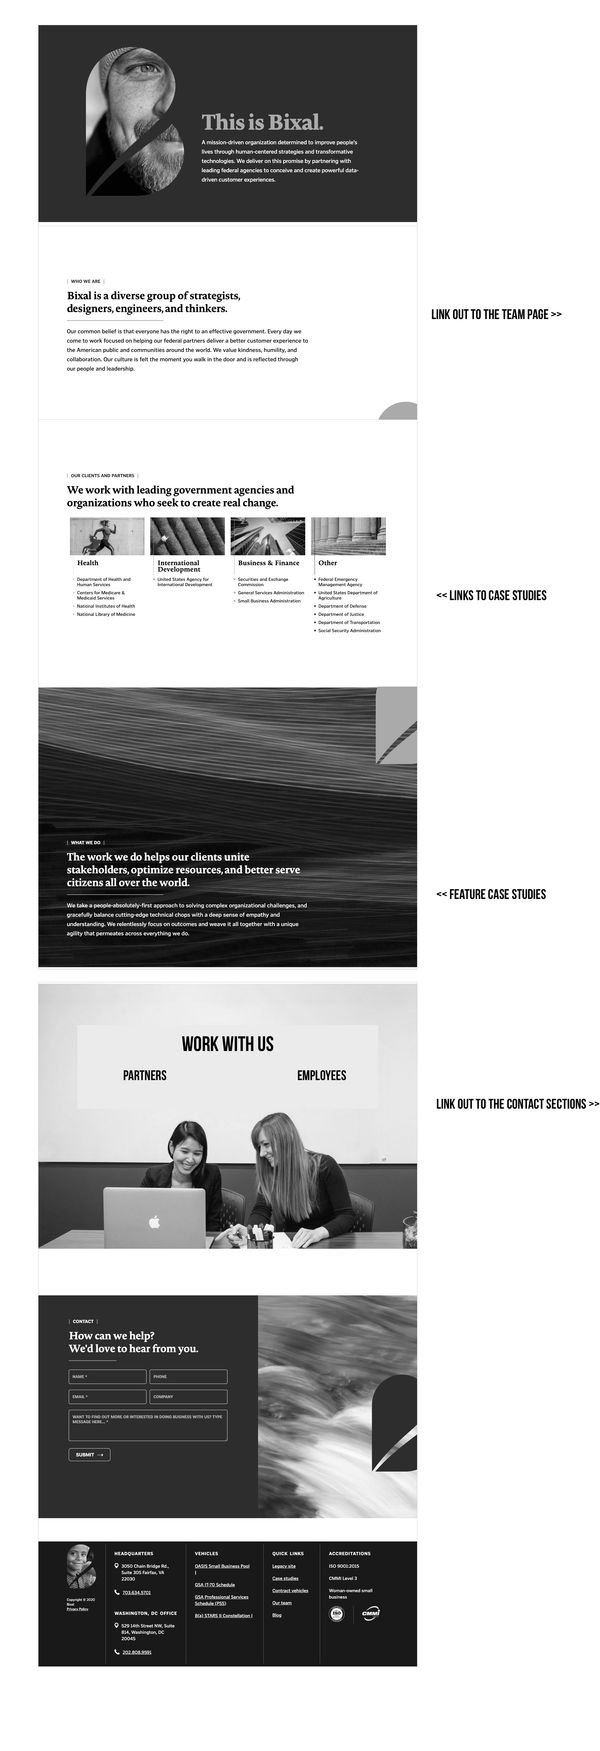 This is Bixal.
A mission-driven organization determined to improve people's
lives through human-centered strategies and transformative
technologies. We deliver on this promise by partnering with
leading federal agencies to conceive and create powerful data-
driven customer experiences.
WHO WE ARE
Bixal is a diverse group of strategists,
designers, engineers, and thinkers.
Our common belief is that everyone has the right to an effective government. Every day we
come to work focused on helping our federal partners deliver a better customer experience to
the American public and communities around the world. We value kindness, humility, and
collaboration. Our culture is felt the moment you walk in the door and is reflected through
our people and leadership.
LINK OUT TO THE TEAM PAGE >>
OUR CLIENTS AND PARTNERS
We work with leading government agencies and
organizations who seek to create real change.
Health
Department of Health and
Human Services
Centers for Medicare &
Medicaid Services
National Institutes of Health
National Library of Medicine
International
Development
United States Agency for
International Development
Business & Finance
Securities and Exchange
Commission
General Services Administration
Small Business Administration
Other
Federal Emergency
Management Agency
United States Department of
Agriculture
Department of Defense
Department of Justice
Department of Transportation
Social Security Administration
<< LINKS TO CASE STUDIES
WHAT WE DO
The work we do helps our clients unite
stakeholders, optimize resources, and better serve
citizens all over the world.
We take a people-absolutely-first approach to solving complex organizational challenges, and
gracefully balance cutting-edge technical chops with a deep sense of empathy and
understanding. We relentlessly focus on outcomes and weave it all together with a unique
agility that permeates across everything we do.
<< FEATURE CASE STUDIES
WORK WITH US
PARTNERS
EMPLOYEES
LINK OUT TO THE CONTACT SECTIONS >>
CONTACT
How can we help?
We'd love to hear from you.
NAME *
PHONE
EMAIL *
COMPANY
WANT TO FIND OUT MORE OR INTERESTED IN DOING BUSINESS WITH US? TYPE
MESSAGE HERE... *
SUBMIT →
Copyright © 2020
Bixal
Privacy Policy
HEADQUARTERS
3050 Chain Bridge Rd.,
Suite 305 Fairfax, VA
22030
703.634.5701
WASHINGTON, DC OFFICE
529 14th Street NW, Suite
814, Washington, DC
20045
202.808.9591
VEHICLES
OASIS Small Business Pool
1
GSA IT-70 Schedule
GSA Professional Services
Schedule (PSS)
8(a) STARS II Constellation I
QUICK LINKS
Legacy site
Case studies
Contract vehicles
Our team
Blog
ACCREDITATIONS
ISO 9001:2015
CMMI Level 3
Woman-owned small
business
ISO
CMMI